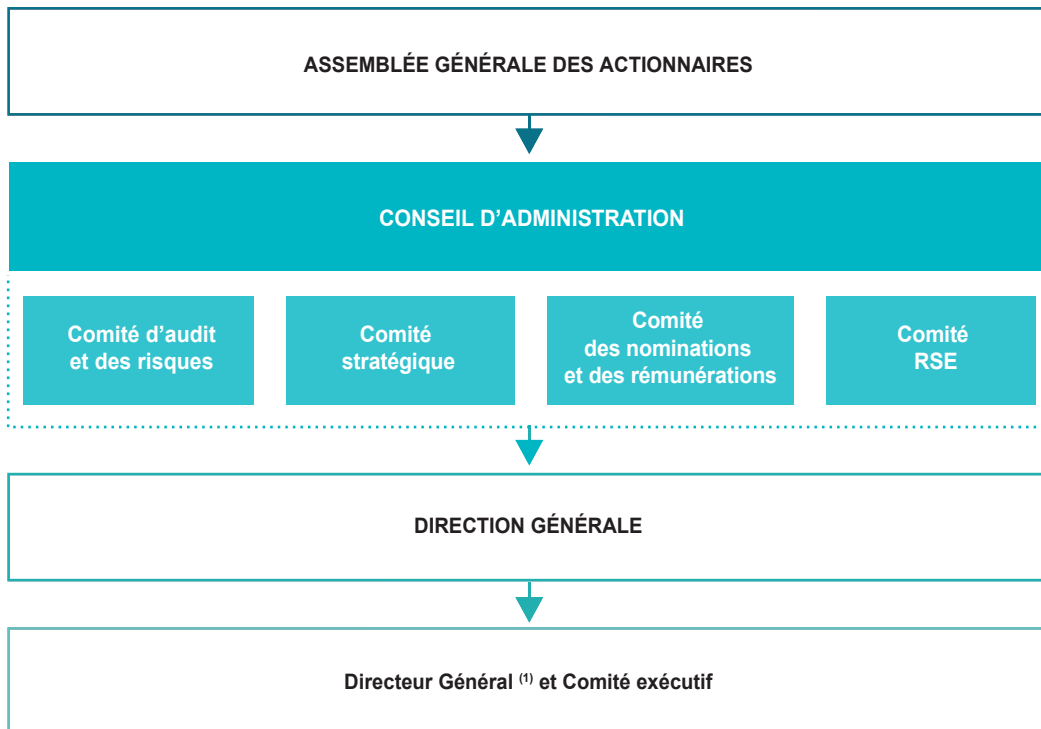 ASSEMBLÉE GÉNÉRALE DES ACTIONNAIRES
CONSEIL D’ADMINISTRATION
Comité d’audit
et des risques
Comité
stratégique
Comité
des nominations
et des rémunérations
Comité
RSE
DIRECTION GÉNÉRALE
Directeur Général (1) et Comité exécutif